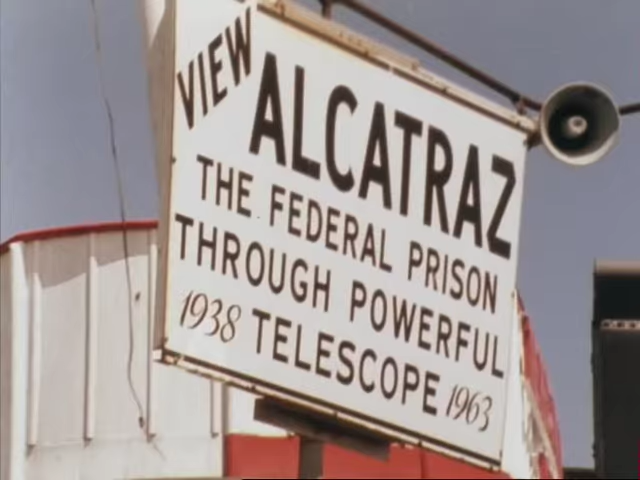 VIEW
ALCATRAZ
THE FEDERAL PRISON
THROUGH POWERFUL
1938 TELESCOPE 1963